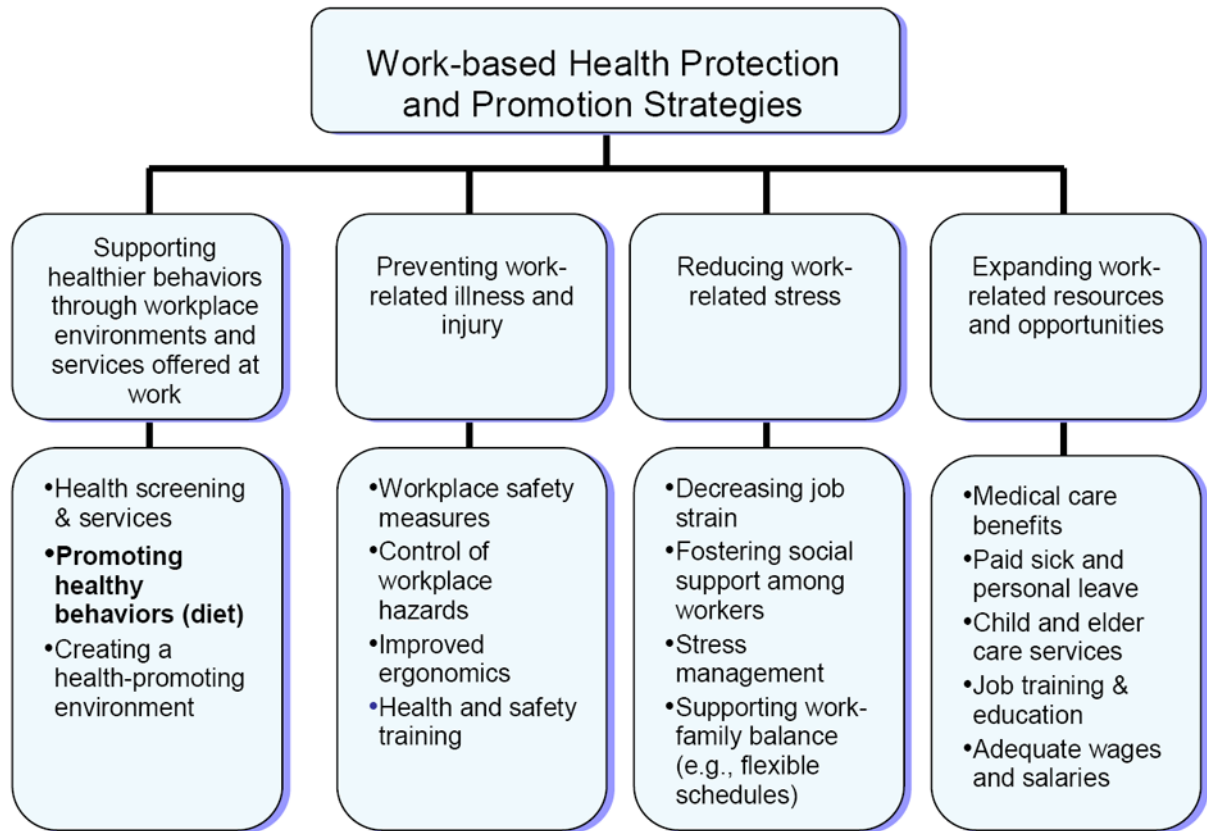 Work-based Health Protection
and Promotion Strategies
Supporting
healthier behaviors
through workplace
environments and
services offered at
work
Preventing work-
related illness and
injury
Reducing work-
related stress
Expanding work-
related resources
and opportunities
•Health screening
& services
•Promoting
healthy
behaviors (diet)
•Creating a
health-promoting
environment
•Workplace safety
measures
•Control of
workplace
hazards
•Improved
ergonomics
•Health and safety
training
•Decreasing job
strain
•Fostering social
support among
workers
•Stress
management
•Supporting work-
family balance
(e.g., flexible
schedules)
•Medical care
benefits
•Paid sick and
personal leave
•Child and elder
care services
•Job training &
education
•Adequate wages
and salaries